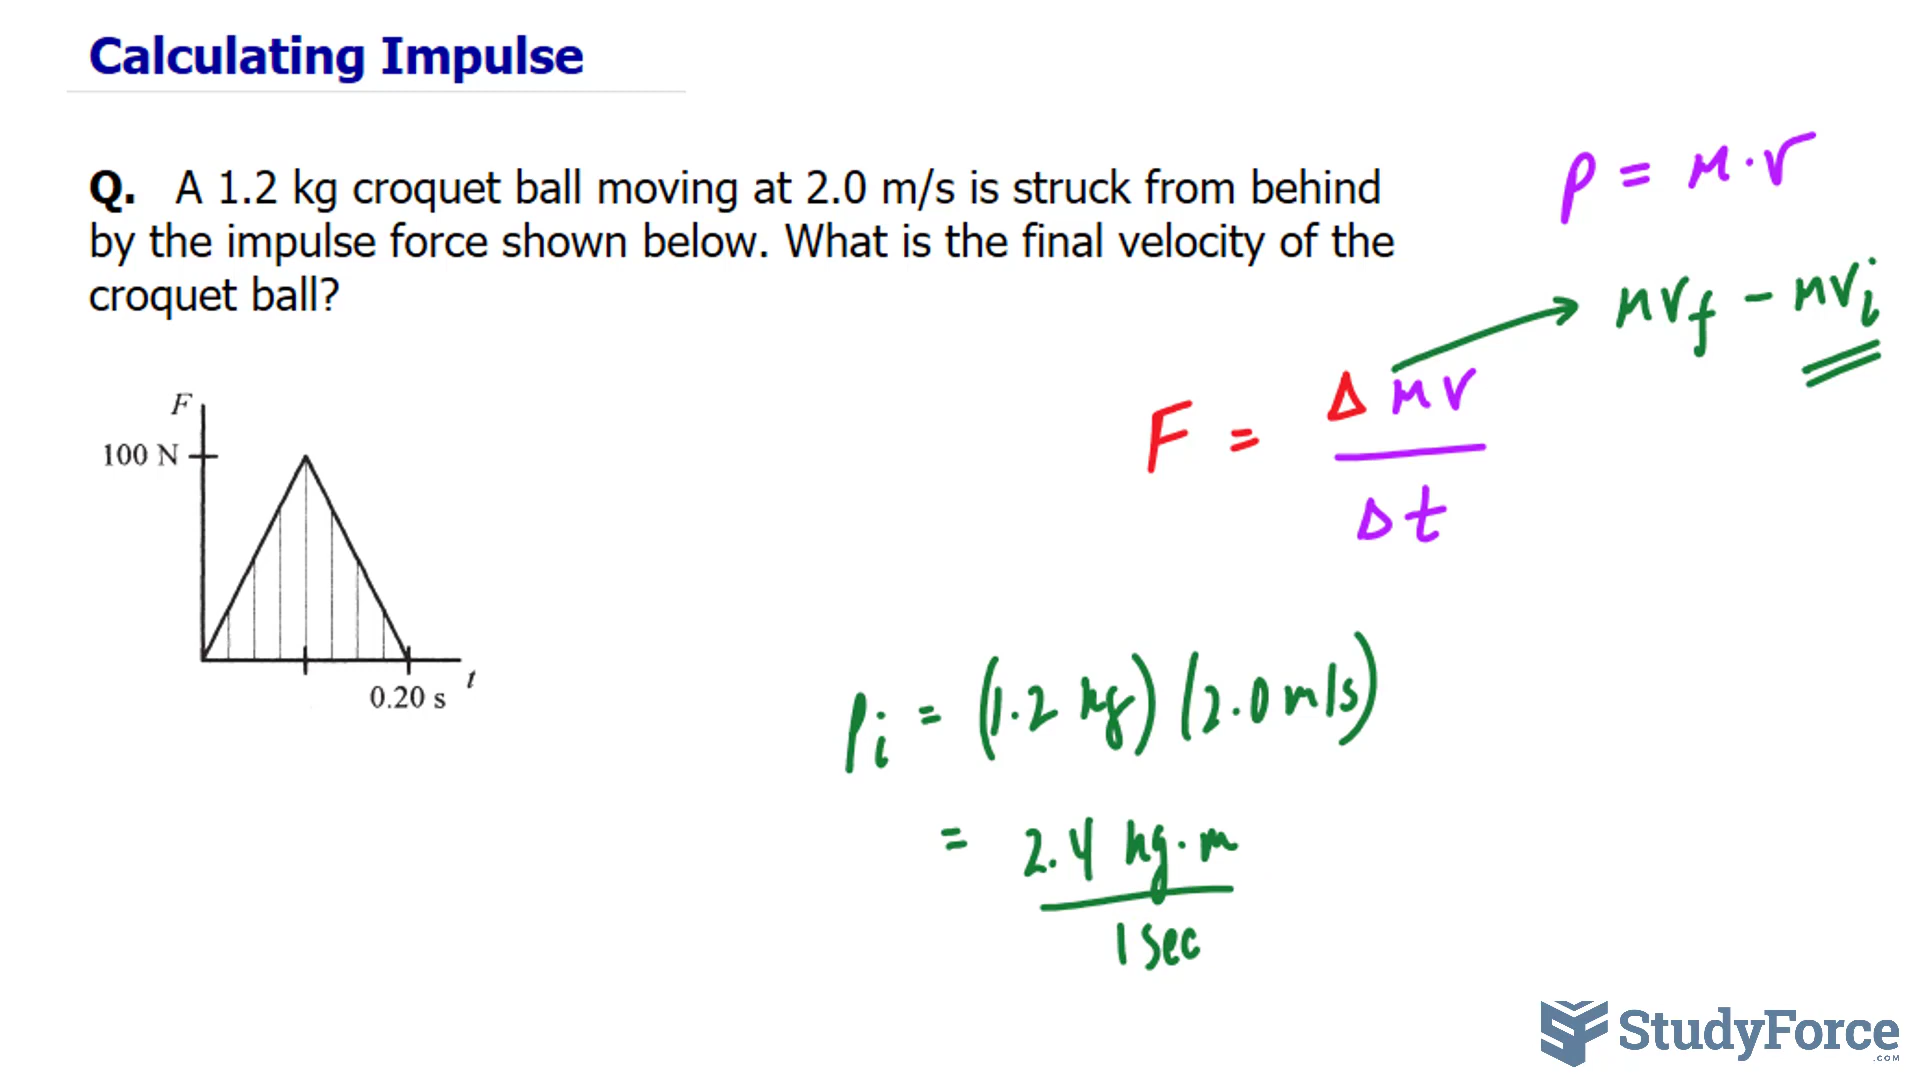 Calculating Impulse
Q. A 1.2 kg croquet ball moving at 2.0 m/s is struck from behind
by the impulse force shown below. What is the final velocity of the
croquet ball?
P = m · v
mvf - mvi
F = Δmv
Δt
F
100 N
0.20 s
t
Pi = (1.2 kg) (2.0 m/s)
= 2.4 kg · m
1 sec
StudyForce
.COM